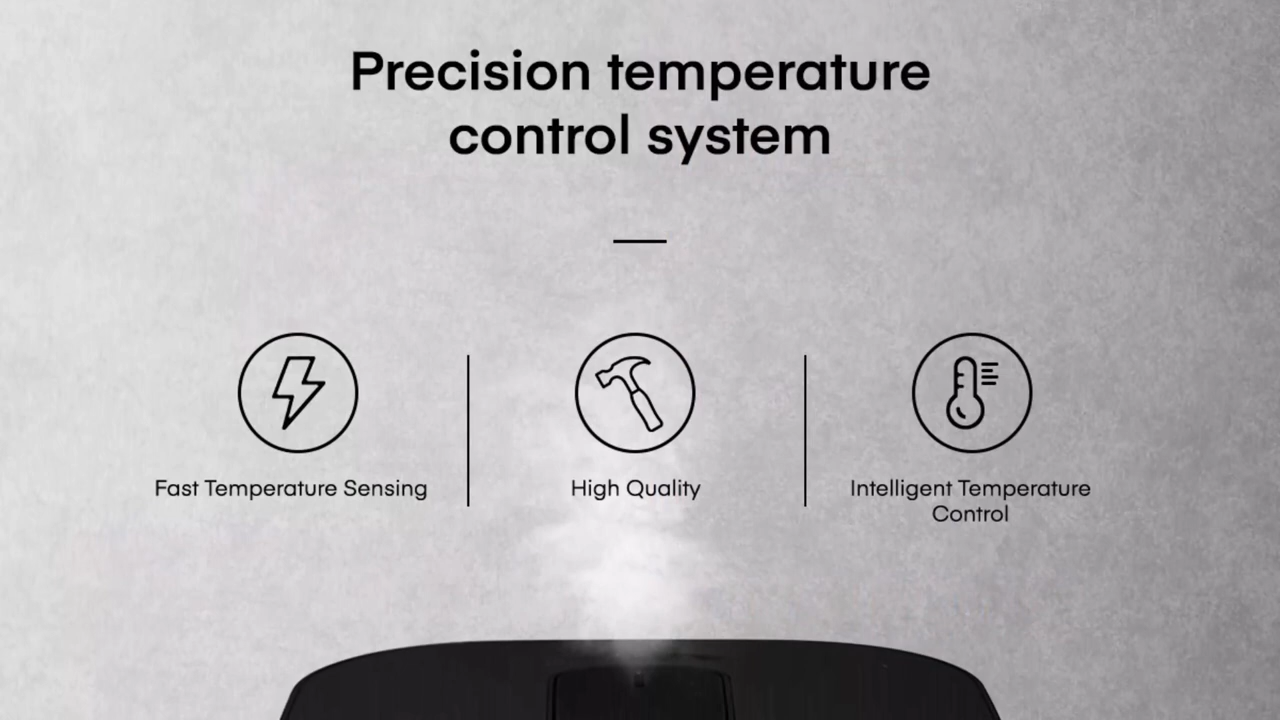 Precision temperature
control system
Fast Temperature Sensing
High Quality
Intelligent Temperature
Control